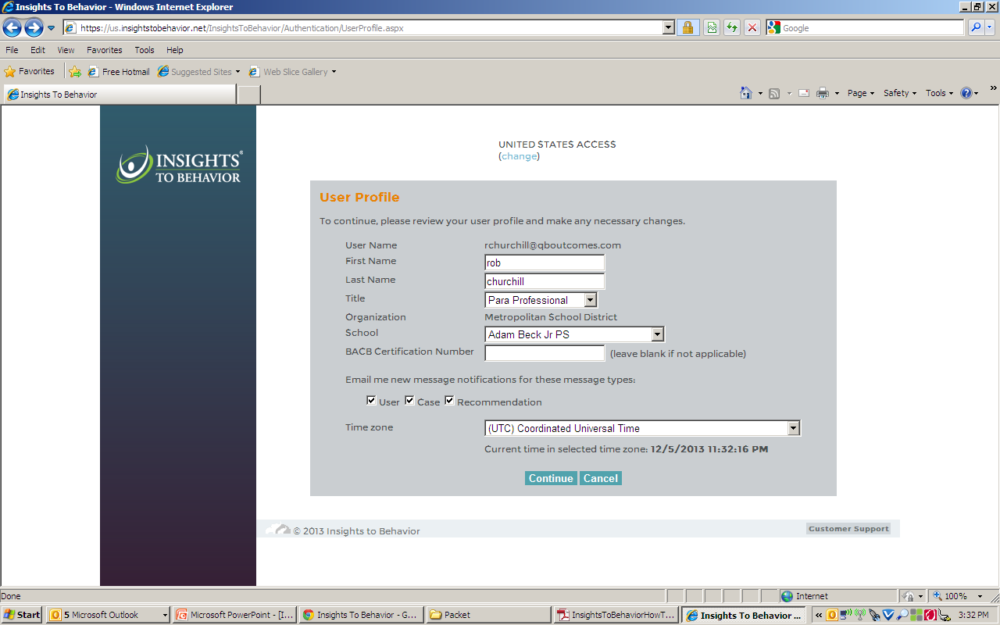 Insights To Behavior - Windows Internet Explorer
https://us.insightstobehavior.net/InsightsToBehavior/Authentication/UserProfile.aspx
Google
File Edit View Favorites Tools Help
Favorites Free Hotmail Suggested Sites Web Slice Gallery
Insights To Behavior
Page Safety Tools
INSIGHTS®
TO BEHAVIOR
UNITED STATES ACCESS
(change)
User Profile
To continue, please review your user profile and make any necessary changes.
User Name rchurchill@qboutcomes.com
First Name rob
Last Name churchill
Title Para Professional
Organization Metropolitan School District
School Adam Beck Jr PS
BACB Certification Number (leave blank if not applicable)
Email me new message notifications for these message types:
User Case Recommendation
Time zone (UTC) Coordinated Universal Time
Current time in selected time zone: 12/5/2013 11:32:16 PM
Continue Cancel
© 2013 Insights to Behavior Customer Support
Done Internet 100%
Start 5 Microsoft Outlook Microsoft PowerPoint - [I... Insights To Behavior - G... Packet InsightsToBehaviorHowT... Insights To Behavior ... 3:32 PM